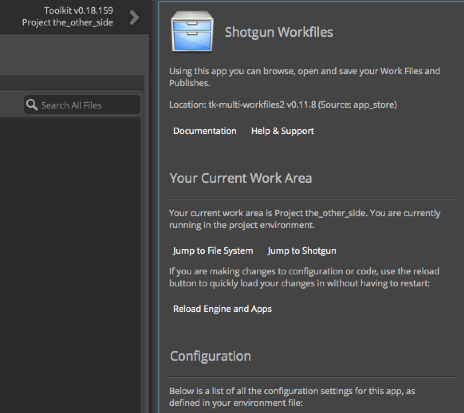 Toolkit v0.18.159
Project the_other_side
Search All Files
Shotgun Workfiles
Using this app you can browse, open and save your Work Files and
Publishes.
Location: tk-multi-workfiles2 v0.11.8 (Source: app_store)
Documentation Help & Support
Your Current Work Area
Your current work area is Project the_other_side. You are currently
running in the project environment.
Jump to File System Jump to Shotgun
If you are making changes to configuration or code, use the reload
button to quickly load your changes in without having to restart:
Reload Engine and Apps
Configuration
Below is a list of all the configuration settings for this app, as
defined in your environment file: